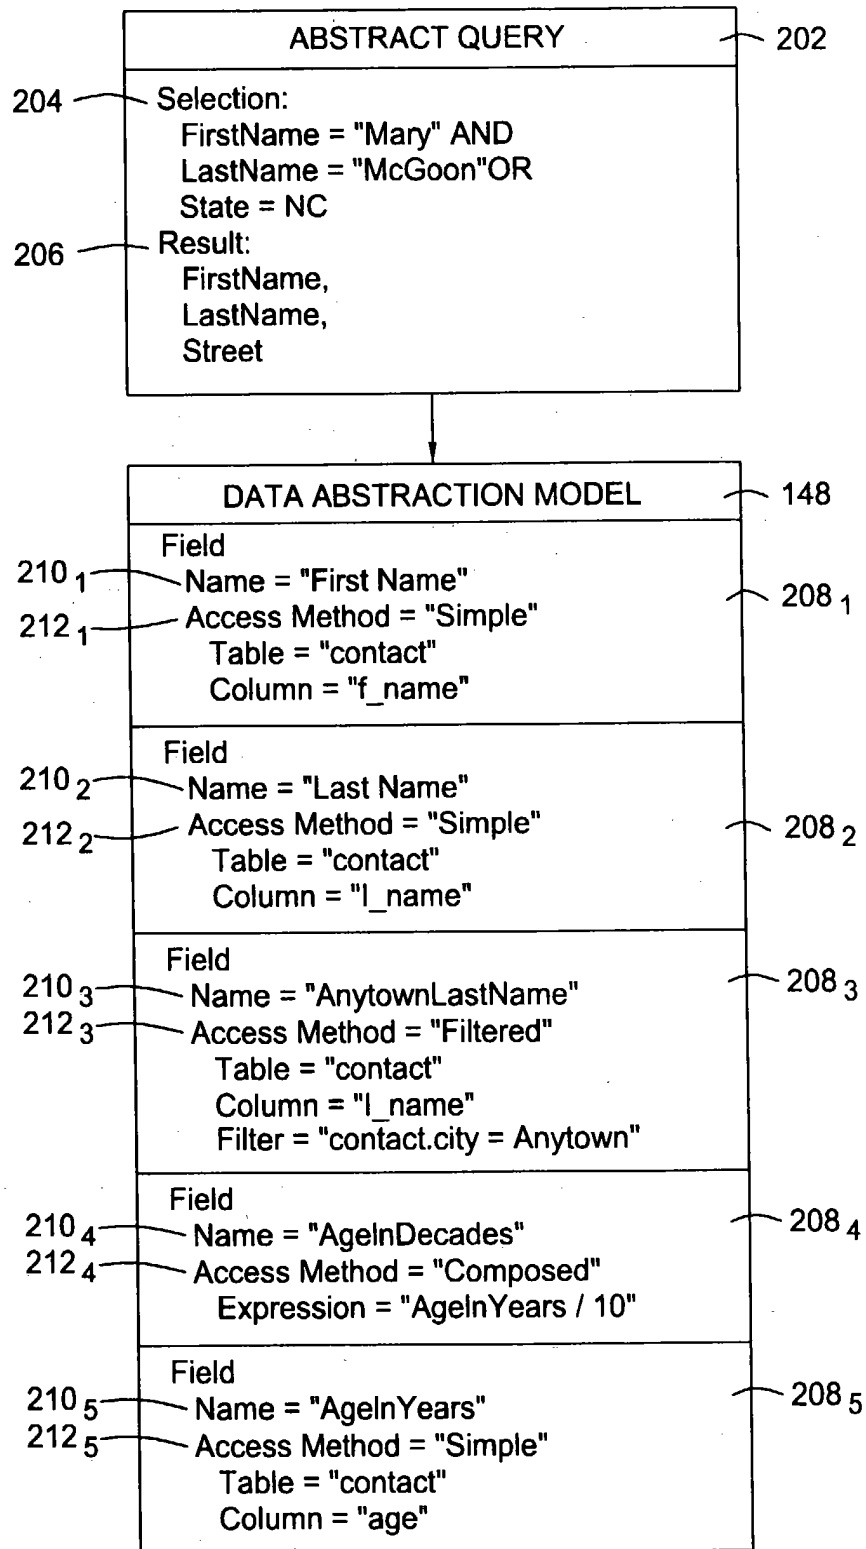 ABSTRACT QUERY 202
204 Selection:
FirstName = "Mary" AND
LastName = "McGoon"OR
State = NC
206 Result:
FirstName,
LastName,
Street
DATA ABSTRACTION MODEL 148
Field
210 1 Name = "First Name" 208 1
212 1 Access Method = "Simple"
Table = "contact"
Column = "f_name"
Field
210 2 Name = "Last Name"
212 2 Access Method = "Simple" 208 2
Table = "contact"
Column = "l_name"
Field
210 3 Name = "AnytownLastName" 208 3
212 3 Access Method = "Filtered"
Table = "contact"
Column = "l_name"
Filter = "contact.city = Anytown"
Field
210 4 Name = "AgeInDecades" 208 4
212 4 Access Method = "Composed"
Expression = "AgeInYears / 10"
Field
210 5 Name = "AgeInYears" 208 5
212 5 Access Method = "Simple"
Table = "contact"
Column = "age"